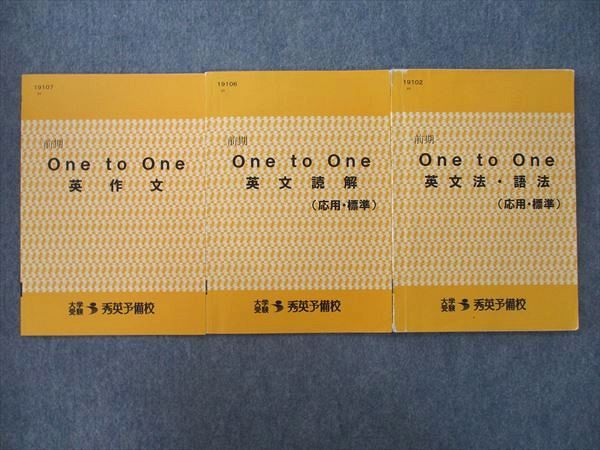 19107
前期
One to One
英作文
大学受験 秀英予備校
19106
前期
One to One
英文読解
(応用・標準)
大学受験 秀英予備校
19102
前期
One to One
英文法・語法
(応用・標準)
大学受験 秀英予備校